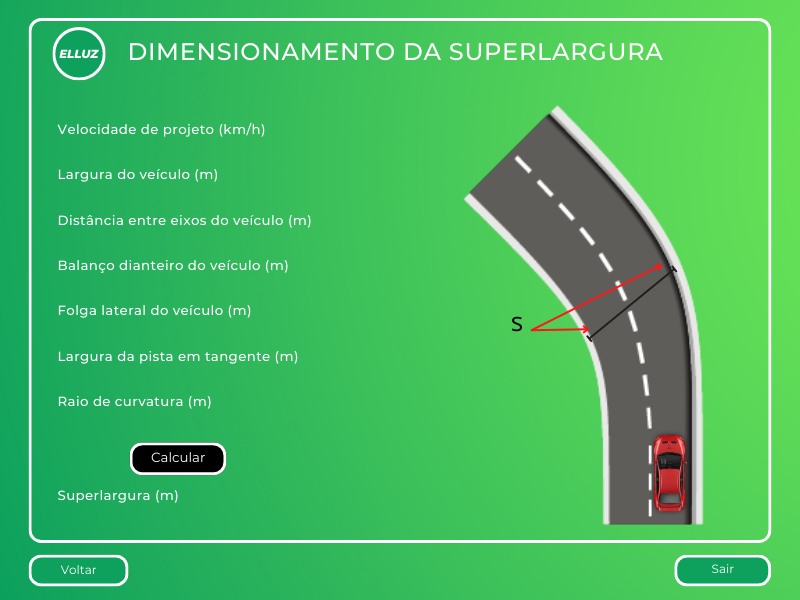 ELLUZ
DIMENSIONAMENTO DA SUPERLARGURA
Velocidade de projeto (km/h)
Largura do veículo (m)
Distância entre eixos do veículo (m)
Balanço dianteiro do veículo (m)
Folga lateral do veículo (m)
Largura da pista em tangente (m)
Raio de curvatura (m)
S
Calcular
Superlargura (m)
Voltar
Sair